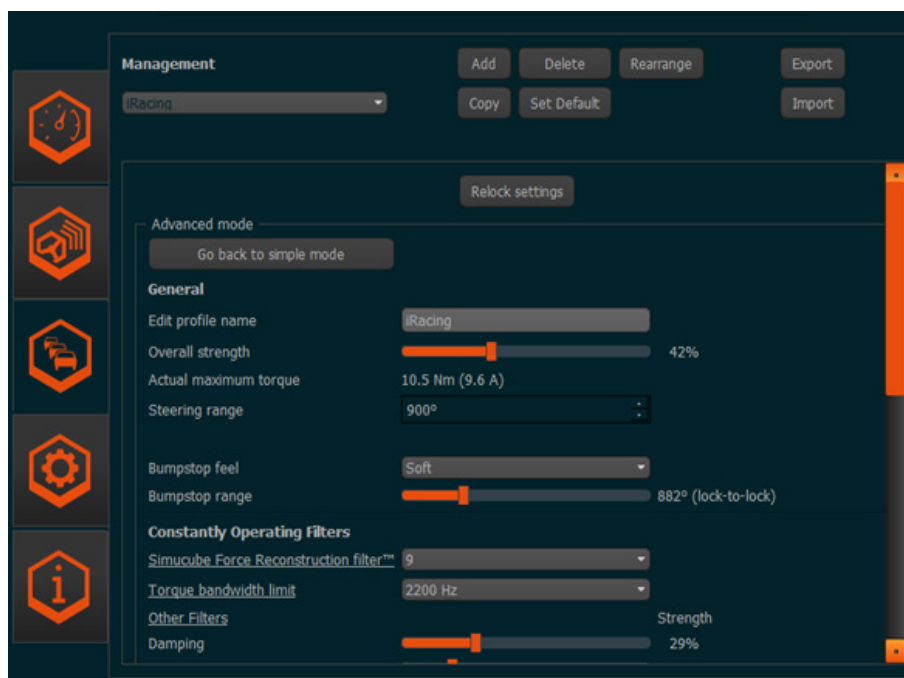 Management Add Delete Rearrange Export
iRacing Copy Set Default Import
Relock settings
Advanced mode
Go back to simple mode
General
Edit profile name iRacing
Overall strength 42%
Actual maximum torque 10.5 Nm (9.6 A)
Steering range 900º
Bumpstop feel Soft
Bumpstop range 882º (lock-to-lock)
Constantly Operating Filters
Simucube Force Reconstruction filter™ 9
Torque bandwidth limit 2200 Hz
Other Filters Strength
Damping 29%